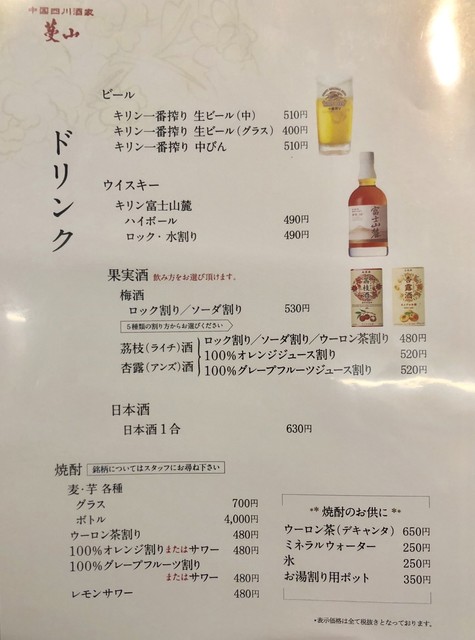 中国四川酒家
蔓山
ドリンク
ビール
キリン一番搾り 生ビール(中) 510円
キリン一番搾り 生ビール(グラス) 400円
キリン一番搾り 中びん 510円
ウイスキー
キリン富士山麓
ハイボール 490円
ロック・水割り 490円
富士山麓
果実酒 飲み方をお選び頂けます。
梅酒
ロック割り/ソーダ割り 530円
5種類の割り方からお選びください
茘枝(ライチ)酒
杏露(アンズ)酒
ロック割り/ソーダ割り/ウーロン茶割り 480円
100%オレンジジュース割り 520円
100%グレープフルーツジュース割り 520円
茘枝酒
杏露酒
日本酒
日本酒1合 630円
焼酎 銘柄についてはスタッフにお尋ね下さい
麦・芋 各種
グラス 700円
ボトル 4,000円
ウーロン茶割り 480円
100%オレンジ割りまたはサワー 480円
100%グレープフルーツ割り
またはサワー 480円
レモンサワー 480円
** 焼酎のお供に **
ウーロン茶(デキャンタ) 650円
ミネラルウォーター 250円
氷 250円
お湯割り用ポット 350円
*表示価格は全て税抜きとなっております。